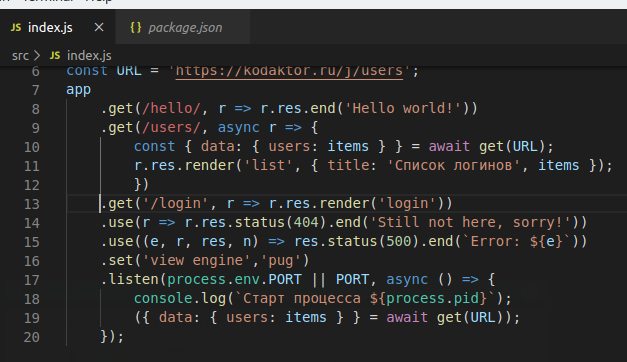 JS index.js ×
{ } package.json
src > JS index.js
6 const URL = 'https://kodaktor.ru/j/users';
7 app
8 .get(/hello/, r => r.res.end('Hello world!'))
9 .get(/users/, async r => {
10 const { data: { users: items } } = await get(URL);
11 r.res.render('list', { title: 'Список логинов', items });
12 })
13 .get('/login', r => r.res.render('login'))
14 .use(r => r.res.status(404).end('Still not here, sorry!'))
15 .use((e, r, res, n) => res.status(500).end(`Error: ${e}`))
16 .set('view engine','pug')
17 .listen(process.env.PORT || PORT, async () => {
18 console.log(`Старт процесса ${process.pid}`);
19 ({ data: { users: items } } = await get(URL));
20 });